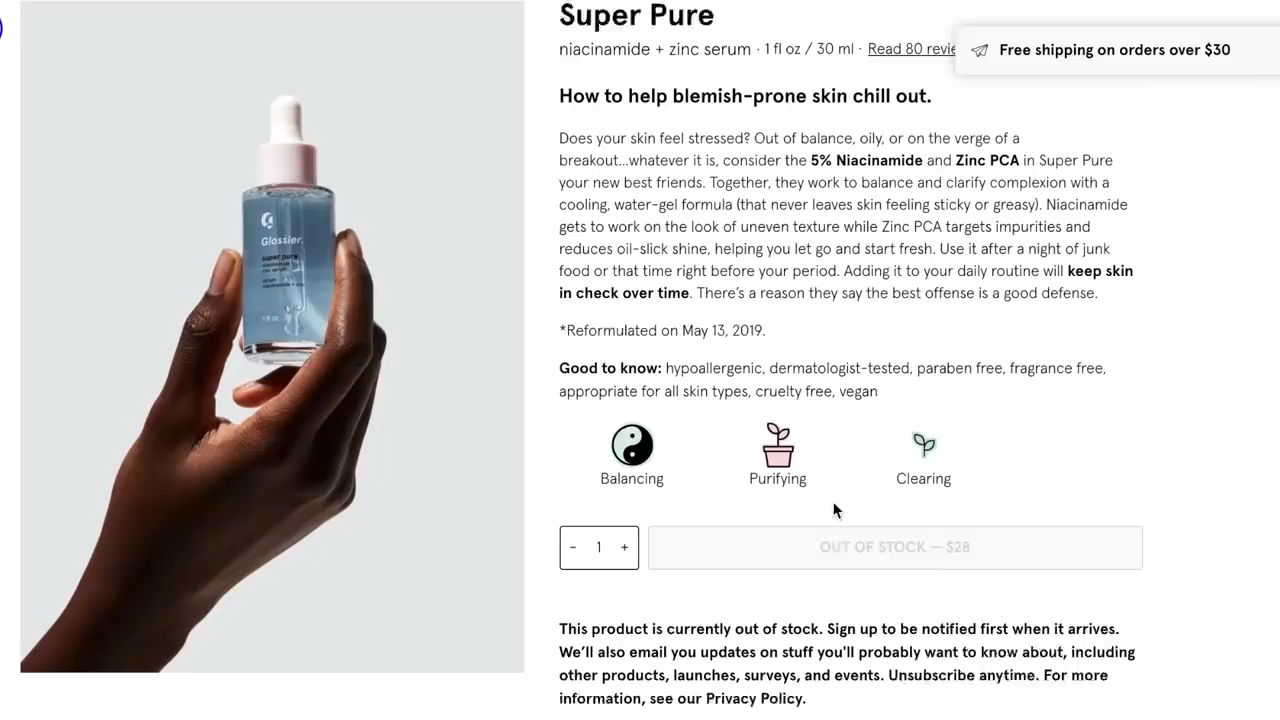 Super Pure
niacinamide + zinc serum · 1 fl oz / 30 ml · Read 80 revie
Free shipping on orders over $30
How to help blemish-prone skin chill out.
Does your skin feel stressed? Out of balance, oily, or on the verge of a
breakout...whatever it is, consider the 5% Niacinamide and Zinc PCA in Super Pure
your new best friends. Together, they work to balance and clarify complexion with a
cooling, water-gel formula (that never leaves skin feeling sticky or greasy). Niacinamide
gets to work on the look of uneven texture while Zinc PCA targets impurities and
reduces oil-slick shine, helping you let go and start fresh. Use it after a night of junk
food or that time right before your period. Adding it to your daily routine will keep skin
in check over time. There's a reason they say the best offense is a good defense.
*Reformulated on May 13, 2019.
Good to know: hypoallergenic, dermatologist-tested, paraben free, fragrance free,
appropriate for all skin types, cruelty free, vegan
Balancing
Purifying
Clearing
- 1 +
OUT OF STOCK — $28
This product is currently out of stock. Sign up to be notified first when it arrives.
We'll also email you updates on stuff you'll probably want to know about, including
other products, launches, surveys, and events. Unsubscribe anytime. For more
information, see our Privacy Policy.
G
Glossier.
super pure
niacinamide +
zinc serum
1 fl oz